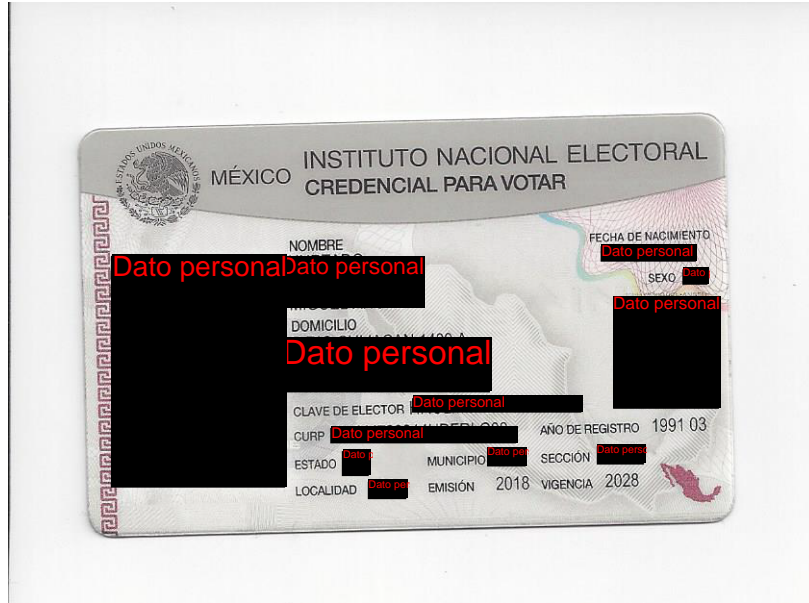 ESTADOS UNIDOS MEXICANOS
MÉXICO
INSTITUTO NACIONAL ELECTORAL
CREDENCIAL PARA VOTAR
NOMBRE
FECHA DE NACIMIENTO
Dato personal
Dato personal
Dato personal
SEXO Dato
Dato personal
DOMICILIO
Dato personal
CLAVE DE ELECTOR Dato personal
CURP Dato personal
AÑO DE REGISTRO 1991 03
ESTADO Dato p
MUNICIPIO Dato per
SECCIÓN Dato perso
LOCALIDAD Dato per
EMISIÓN 2018
VIGENCIA 2028